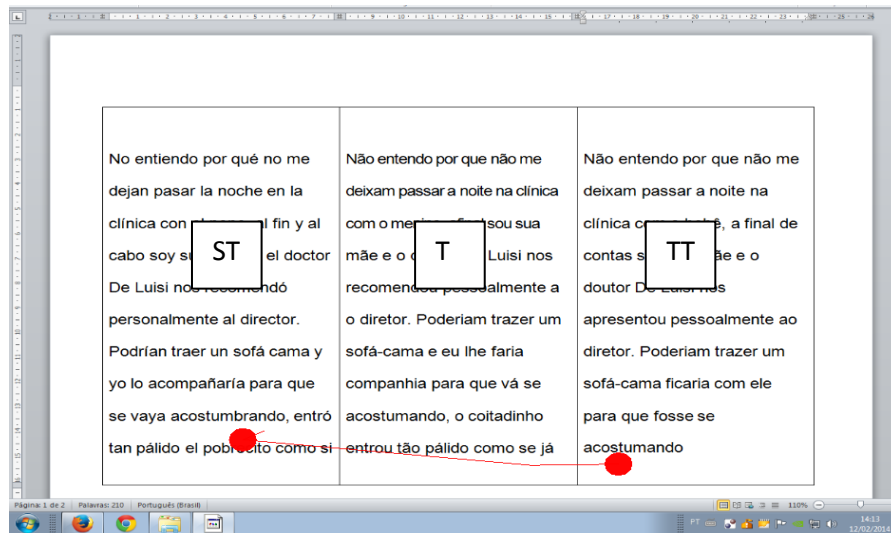 No entiendo por qué no me
dejan pasar la noche en la
clínica con fin y al
cabo soy el doctor
De Luisi nos recomendó
personalmente al director.
Podrían traer un sofá cama y
yo lo acompañaría para que
se vaya acostumbrando, entró
tan pálido el pobrecito como si
ST
Não entendo por que não me
deixam passar a noite na clínica
com o sou sua
mãe e o Luisi nos
recomendou pessoalmente a
o diretor. Poderiam trazer um
sofá-cama e eu lhe faria
companhia para que vá se
acostumando, o coitadinho
entrou tão pálido como se já
T
Não entendo por que não me
deixam passar a noite na
clínica a final de
contas e o
doutor De Luisi nos
apresentou pessoalmente ao
diretor. Poderiam trazer um
sofá-cama ficaria com ele
para que fosse se
acostumando
TT
Página: 1 de 2 Palavras: 210 Português (Brasil) 110%
PT 14:13
12/02/2014